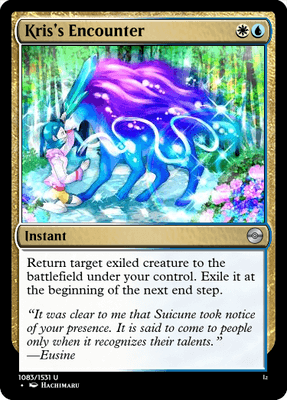 Kris's Encounter
Instant
Return target exiled creature to the
battlefield under your control. Exile it at
the beginning of the next end step.
“It was clear to me that Suicune took notice
of your presence. It is said to come to people
only when it recognizes their talents.”
—Eusine
1083/1531 U
• Hachimaru